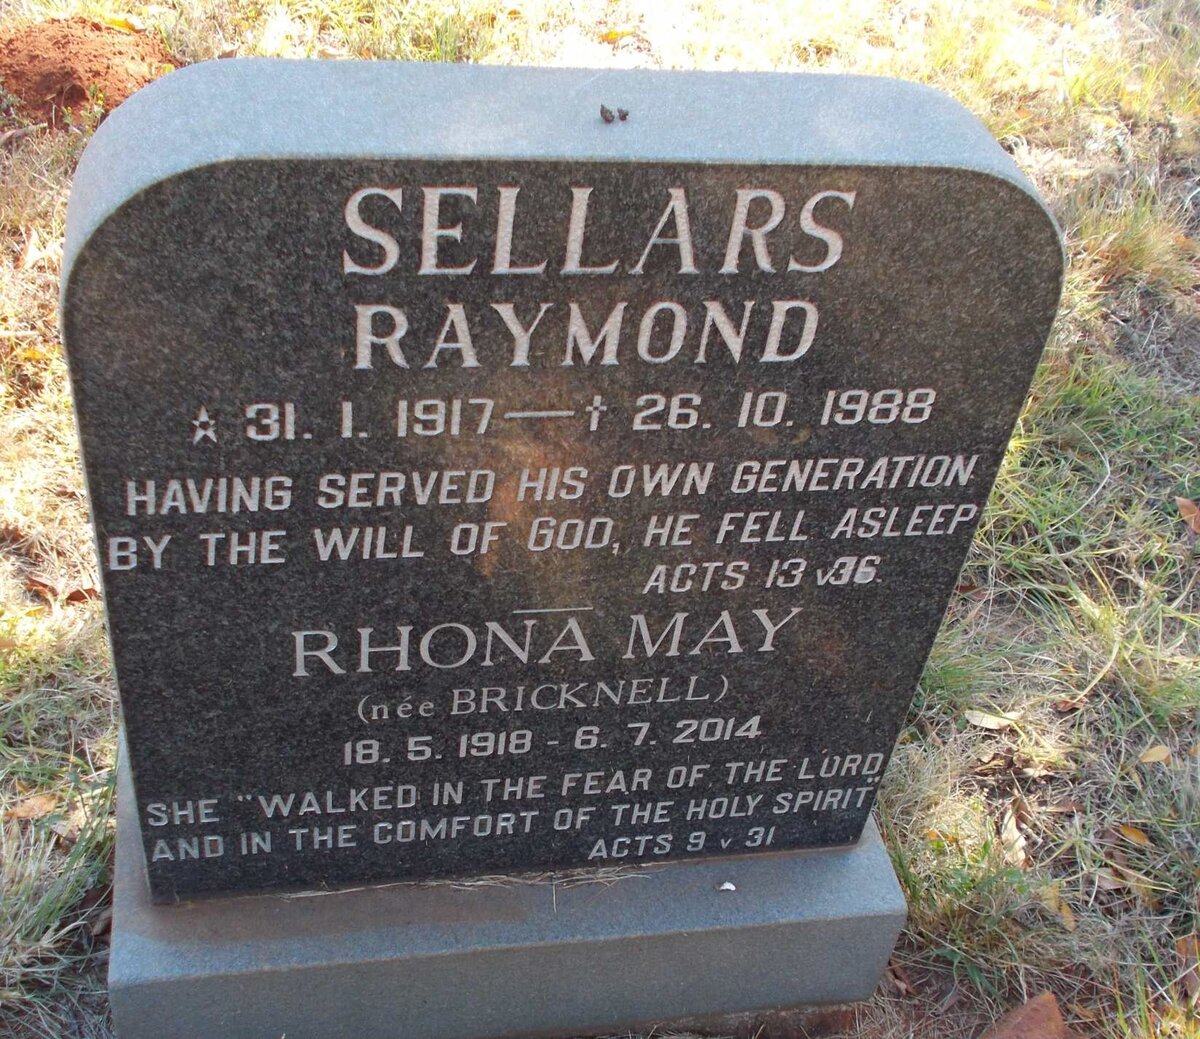 SELLARS
RAYMOND
☆ 31. 1. 1917 — † 26. 10. 1988
HAVING SERVED HIS OWN GENERATION
BY THE WILL OF GOD, HE FELL ASLEEP
ACTS 13 v36.
RHONA MAY
(née BRICKNELL)
18. 5. 1918 - 6. 7. 2014
SHE "WALKED IN THE FEAR OF THE LORD
AND IN THE COMFORT OF THE HOLY SPIRIT"
ACTS 9 v 31